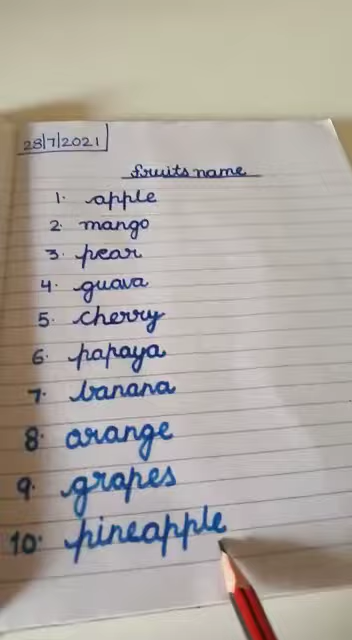 28/7/2021
fruits name
1. apple
2. mango
3. pear
4. guava
5. cherry
6. papaya
7. banana
8. orange
9. grapes
10. pineapple